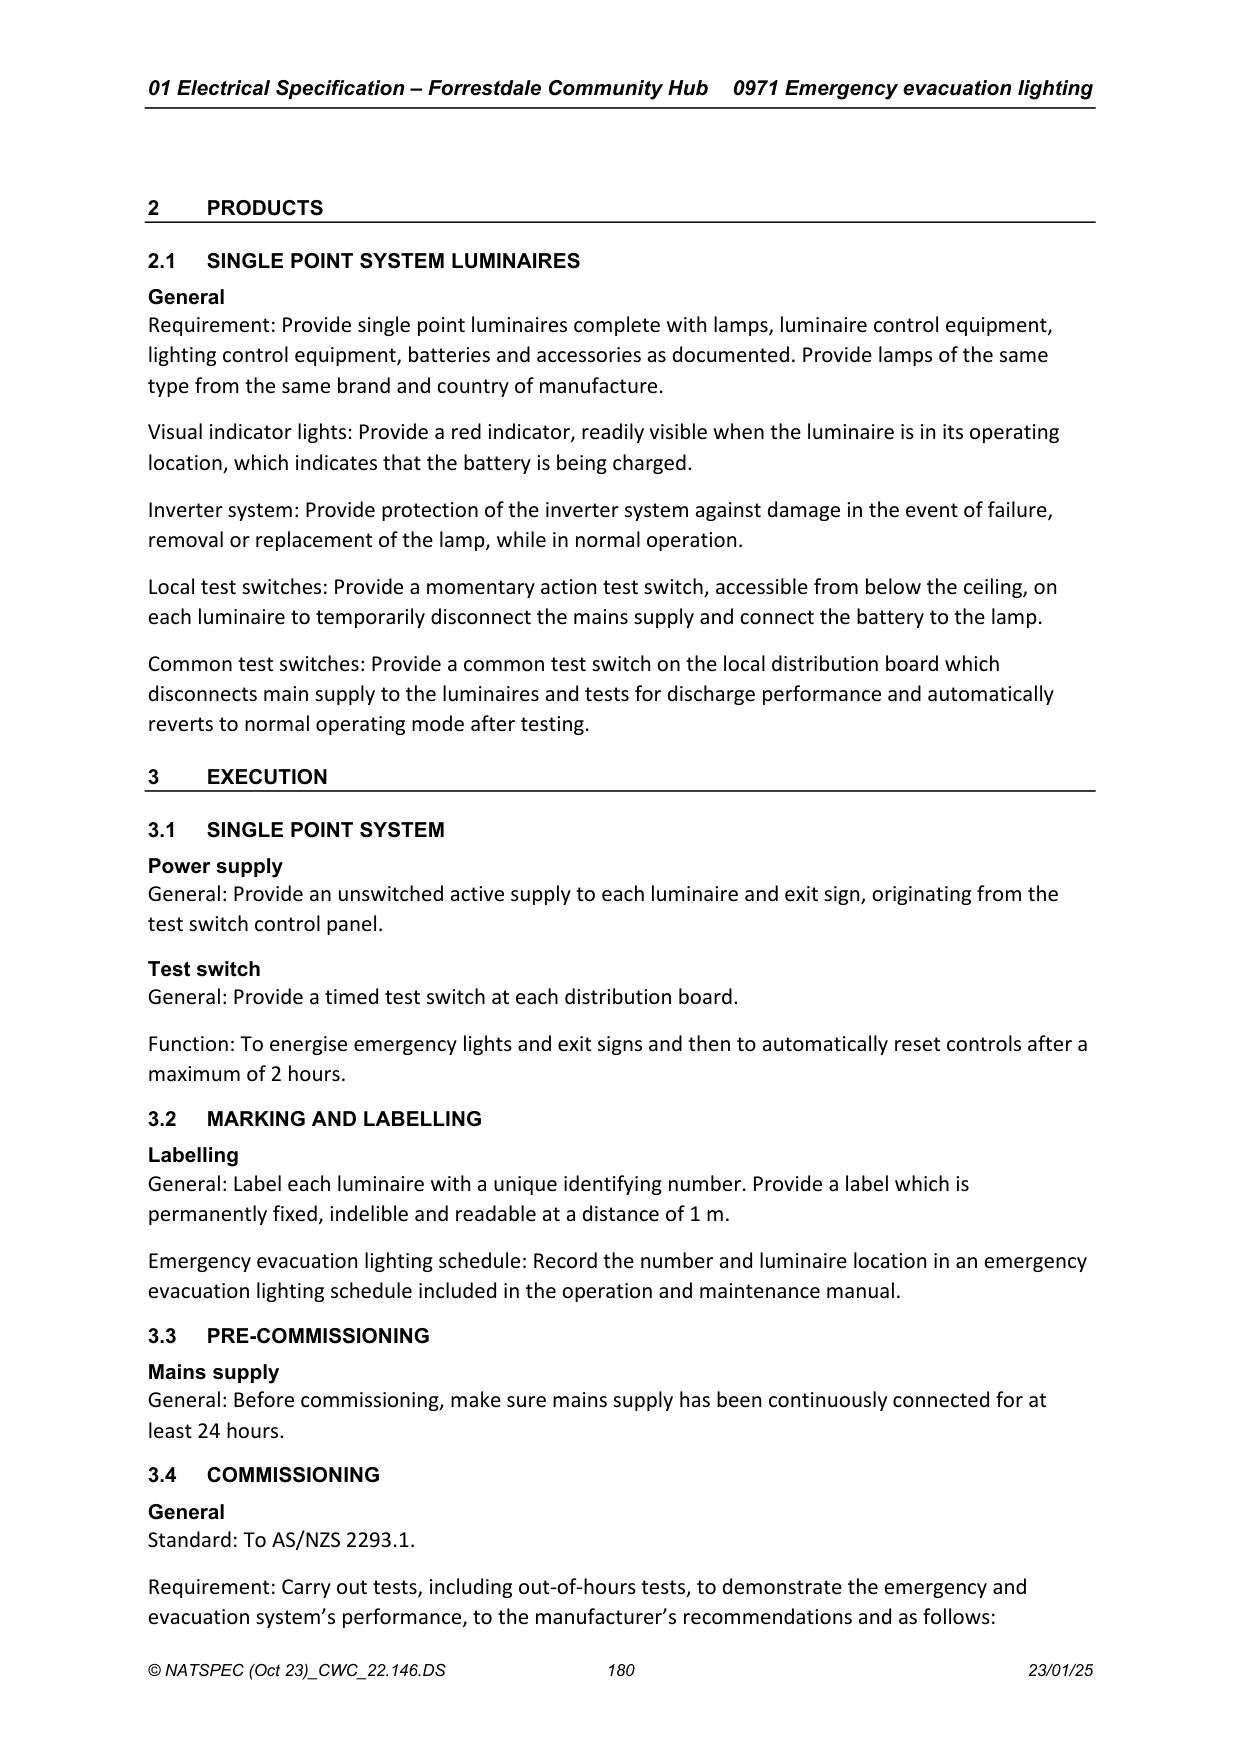 01 Electrical Specification – Forrestdale Community Hub 0971 Emergency evacuation lighting
2 PRODUCTS
2.1 SINGLE POINT SYSTEM LUMINAIRES
General
Requirement: Provide single point luminaires complete with lamps, luminaire control equipment,
lighting control equipment, batteries and accessories as documented. Provide lamps of the same
type from the same brand and country of manufacture.
Visual indicator lights: Provide a red indicator, readily visible when the luminaire is in its operating
location, which indicates that the battery is being charged.
Inverter system: Provide protection of the inverter system against damage in the event of failure,
removal or replacement of the lamp, while in normal operation.
Local test switches: Provide a momentary action test switch, accessible from below the ceiling, on
each luminaire to temporarily disconnect the mains supply and connect the battery to the lamp.
Common test switches: Provide a common test switch on the local distribution board which
disconnects main supply to the luminaires and tests for discharge performance and automatically
reverts to normal operating mode after testing.
3 EXECUTION
3.1 SINGLE POINT SYSTEM
Power supply
General: Provide an unswitched active supply to each luminaire and exit sign, originating from the
test switch control panel.
Test switch
General: Provide a timed test switch at each distribution board.
Function: To energise emergency lights and exit signs and then to automatically reset controls after a
maximum of 2 hours.
3.2 MARKING AND LABELLING
Labelling
General: Label each luminaire with a unique identifying number. Provide a label which is
permanently fixed, indelible and readable at a distance of 1 m.
Emergency evacuation lighting schedule: Record the number and luminaire location in an emergency
evacuation lighting schedule included in the operation and maintenance manual.
3.3 PRE-COMMISSIONING
Mains supply
General: Before commissioning, make sure mains supply has been continuously connected for at
least 24 hours.
3.4 COMMISSIONING
General
Standard: To AS/NZS 2293.1.
Requirement: Carry out tests, including out-of-hours tests, to demonstrate the emergency and
evacuation system’s performance, to the manufacturer’s recommendations and as follows:
© NATSPEC (Oct 23)_CWC_22.146.DS 180 23/01/25